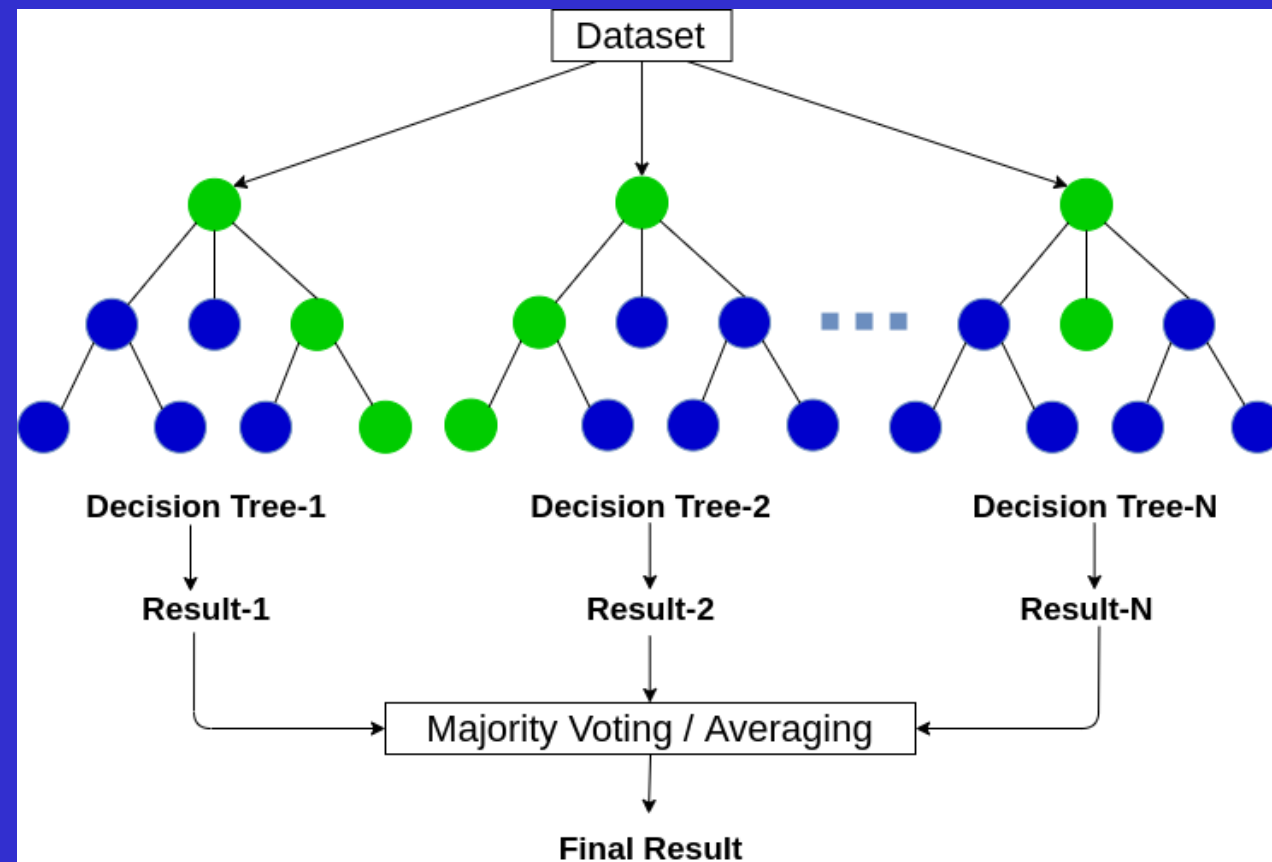 Dataset
Decision Tree-1
Decision Tree-2
Decision Tree-N
Result-1
Result-2
Result-N
Majority Voting / Averaging
Final Result